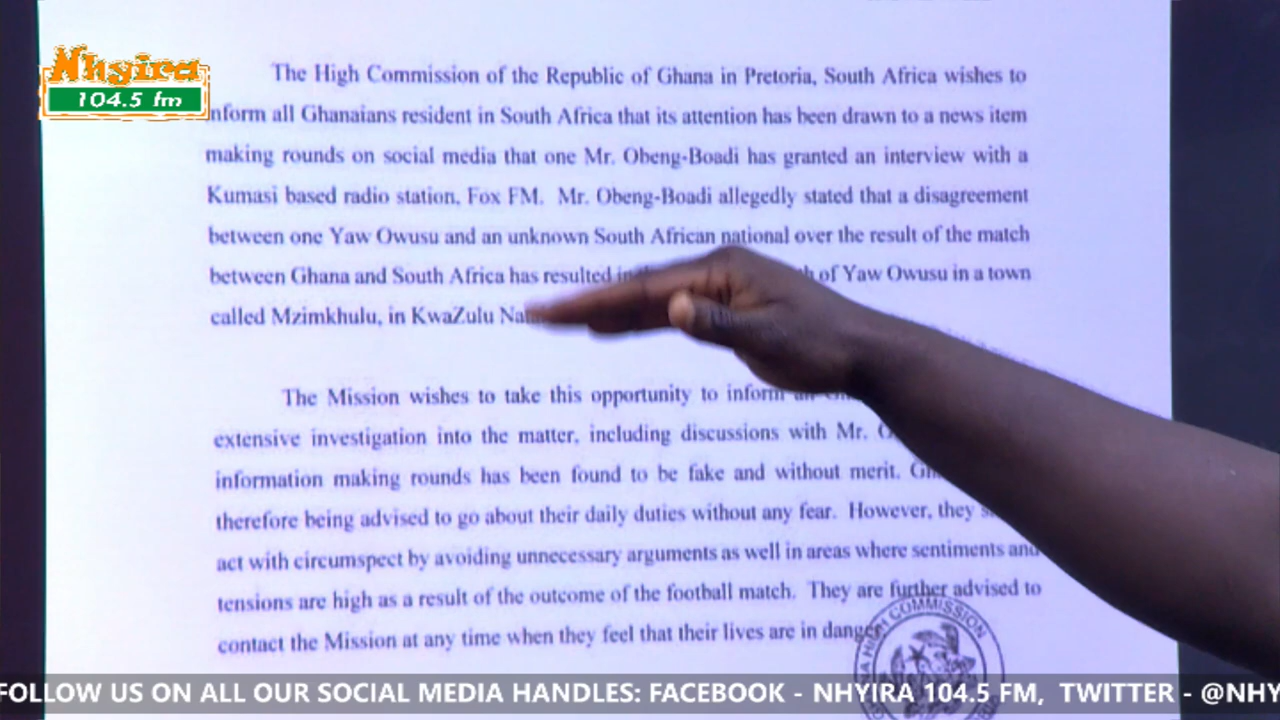 Nhyira
104.5 fm
The High Commission of the Republic of Ghana in Pretoria, South Africa wishes to
inform all Ghanaians resident in South Africa that its attention has been drawn to a news item
making rounds on social media that one Mr. Obeng-Boadi has granted an interview with a
Kumasi based radio station, Fox FM. Mr. Obeng-Boadi allegedly stated that a disagreement
between one Yaw Owusu and an unknown South African national over the result of the match
between Ghana and South Africa has resulted of Yaw Owusu in a town
called Mzimkhulu, in KwaZulu
The Mission wishes to take this opportunity to inform
extensive investigation into the matter, including discussions with Mr.
information making rounds has been found to be fake and without merit.
therefore being advised to go about their daily duties without any fear. However, they
act with circumspect by avoiding unnecessary arguments as well in areas where sentiments and
tensions are high as a result of the outcome of the football match. They are further advised to
contact the Mission at any time when they feel that their lives are in danger
HIGH COMMISSION
FOLLOW US ON ALL OUR SOCIAL MEDIA HANDLES: FACEBOOK - NHYIRA 104.5 FM, TWITTER - @NHY